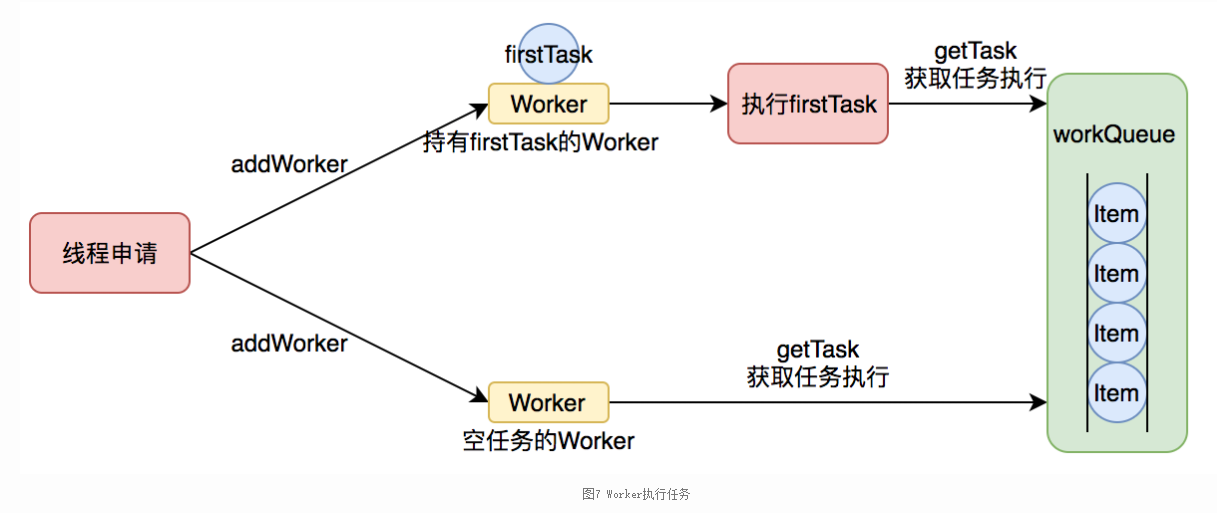 firstTask
Worker
持有firstTask的Worker
执行firstTask
getTask
获取任务执行
workQueue
addWorker
线程申请
Item
Item
Item
Item
addWorker
getTask
获取任务执行
Worker
空任务的Worker
图7 Worker执行任务